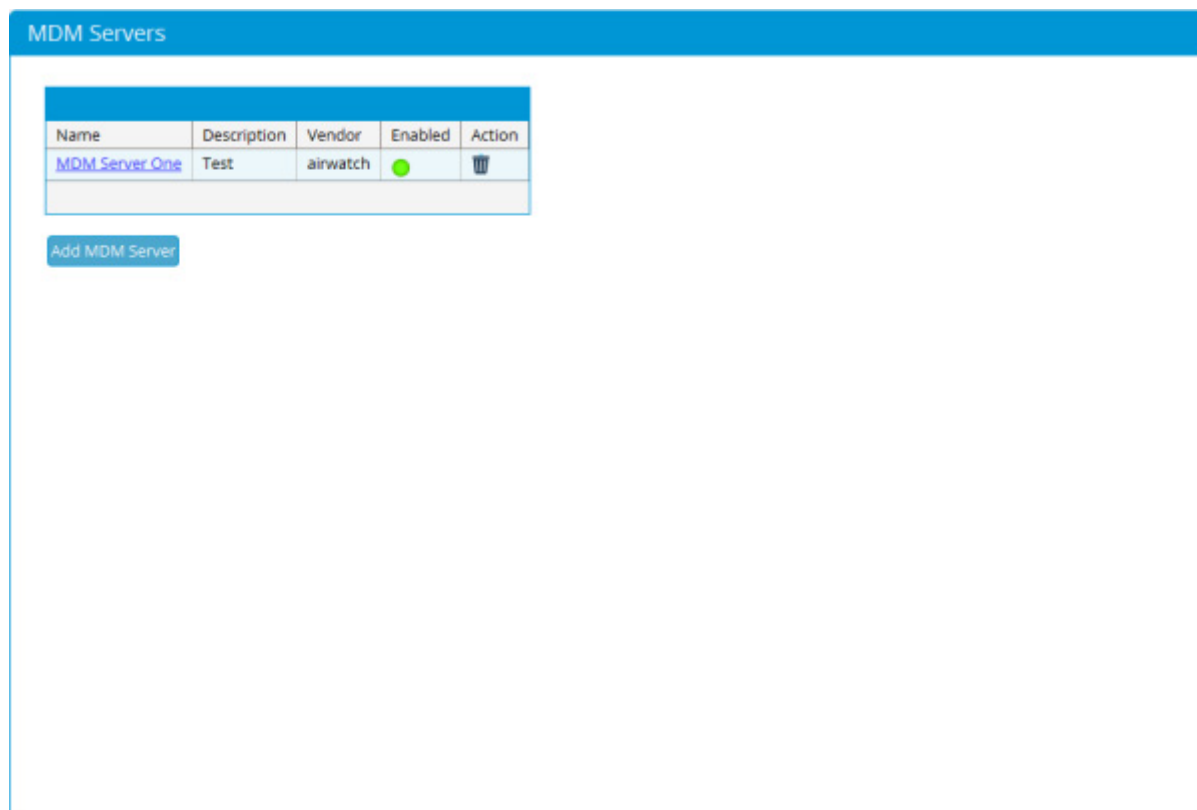 MDM Servers
Name Description Vendor Enabled Action
MDM Server One Test airwatch
Add MDM Server